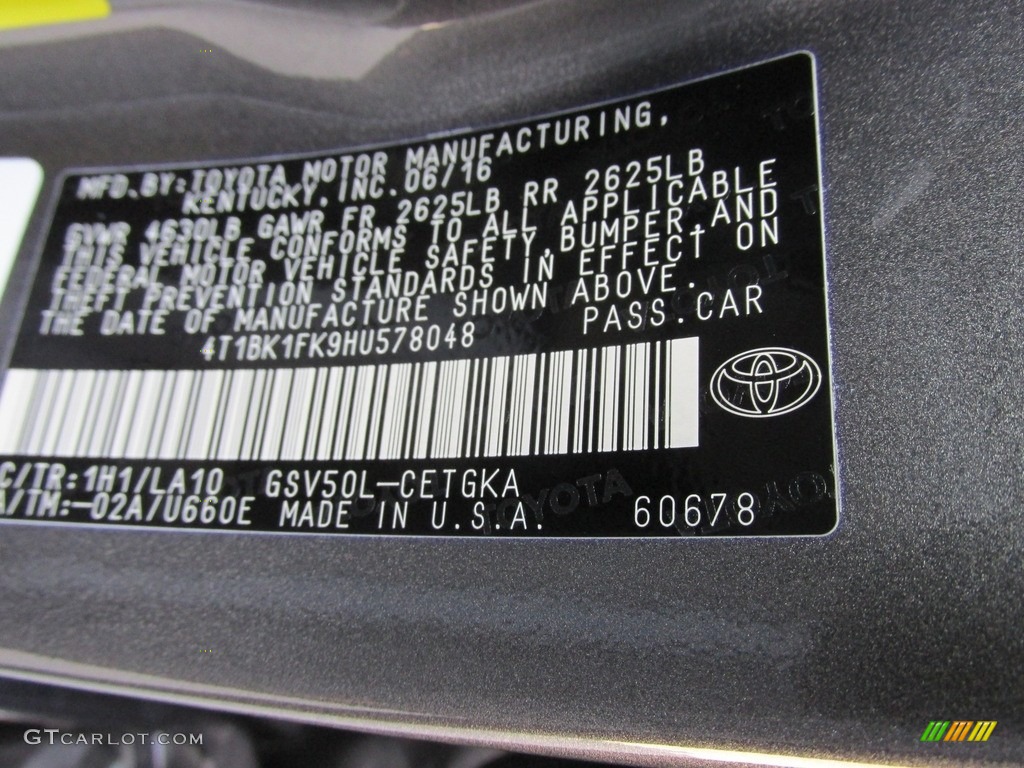 MFD.BY:TOYOTA MOTOR MANUFACTURING,
KENTUCKY,INC.06/16
GVWR 4630LB GAWR FR 2625LB RR 2625LB
THIS VEHICLE CONFORMS TO ALL APPLICABLE
FEDERAL MOTOR VEHICLE SAFETY,BUMPER,AND
THEFT PREVENTION STANDARDS IN EFFECT ON
THE DATE OF MANUFACTURE SHOWN ABOVE.
4T1BK1FK9HU578048 PASS.CAR
C/TR:1H1/LA10 GSV50L-CETGKA
A/TM:-02A/U660E MADE IN U.S.A. 60678
GTCARLOT.COM